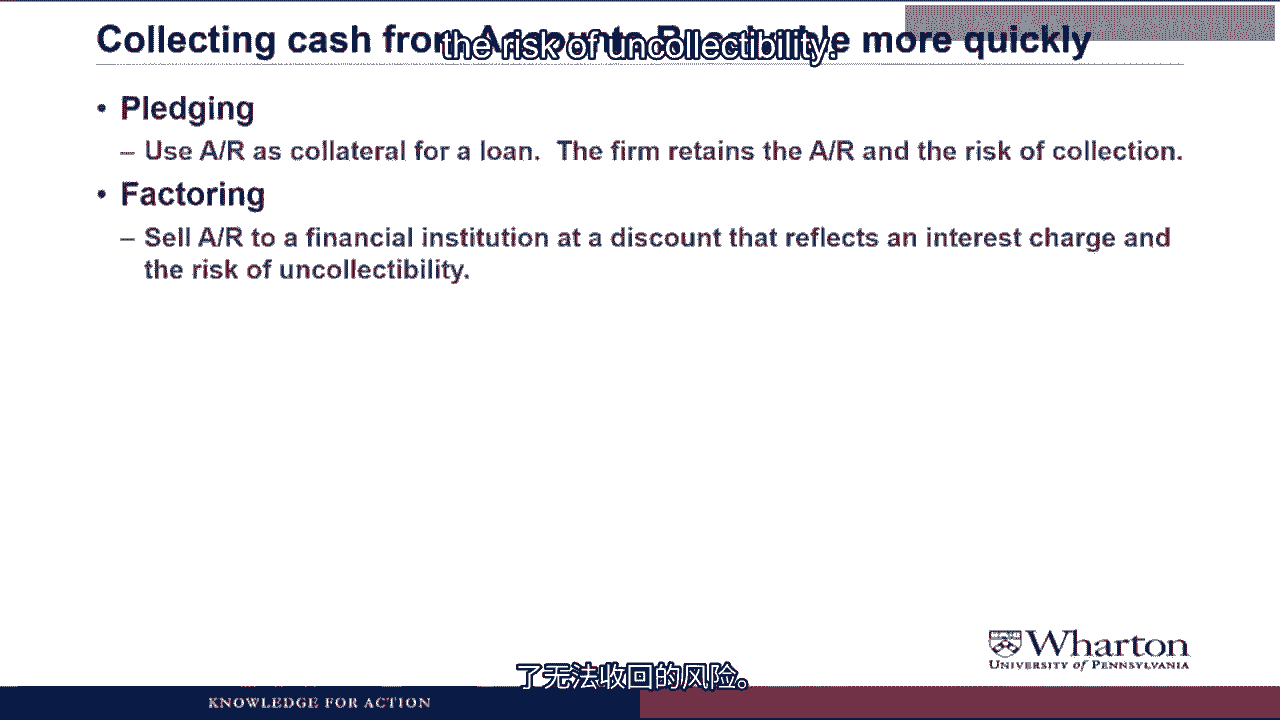 Collecting cash from Accounts Receivable more quickly
the risk of uncollectibility.
• Pledging
– Use A/R as collateral for a loan. The firm retains the A/R and the risk of collection.
• Factoring
– Sell A/R to a financial institution at a discount that reflects an interest charge and
the risk of uncollectibility.
Wharton
UNIVERSITY of PENNSYLVANIA
了无法收回的风险。
KNOWLEDGE FOR ACTION